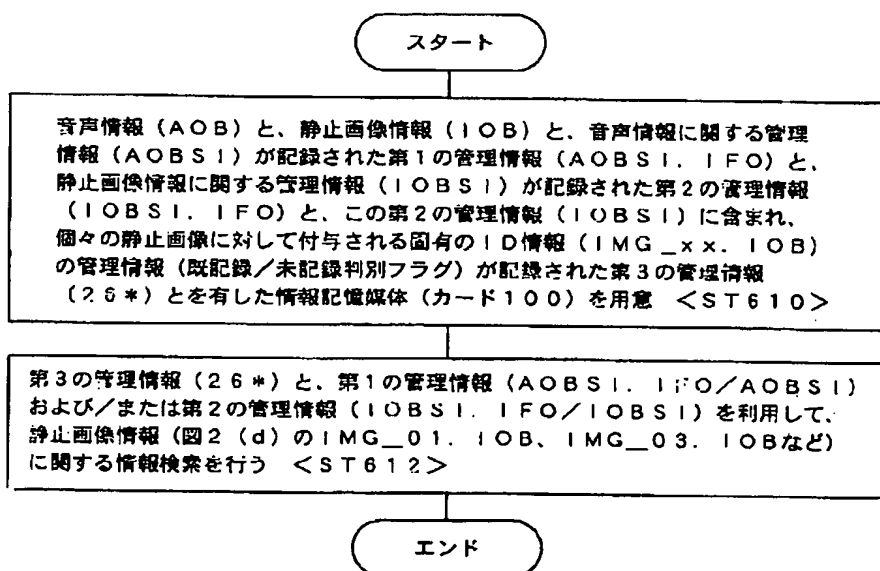 スタート
音声情報(AOB)と、静止画像情報(IOB)と、音声情報に関する管理
情報(AOBSI)が記録された第1の管理情報(AOBSI.IFO)と、
静止画像情報に関する管理情報(IOBSI)が記録された第2の管理情報
(IOBSI.IFO)と、この第2の管理情報(IOBSI)に含まれ、
個々の静止画像に対して付与される固有のID情報(IMG_xx.IOB)
の管理情報(既記録/未記録判別フラグ)が記録された第3の管理情報
(26*)とを有した情報記憶媒体(カード100)を用意 <ST610>
第3の管理情報(26*)と、第1の管理情報(AOBSI.IFO/AOBSI)
および/または第2の管理情報(IOBSI.IFO/IOBSI)を利用して、
静止画像情報(図2(d)のIMG_01.IOB、IMG_03.IOBなど)
に関する情報検索を行う <ST612>
エンド